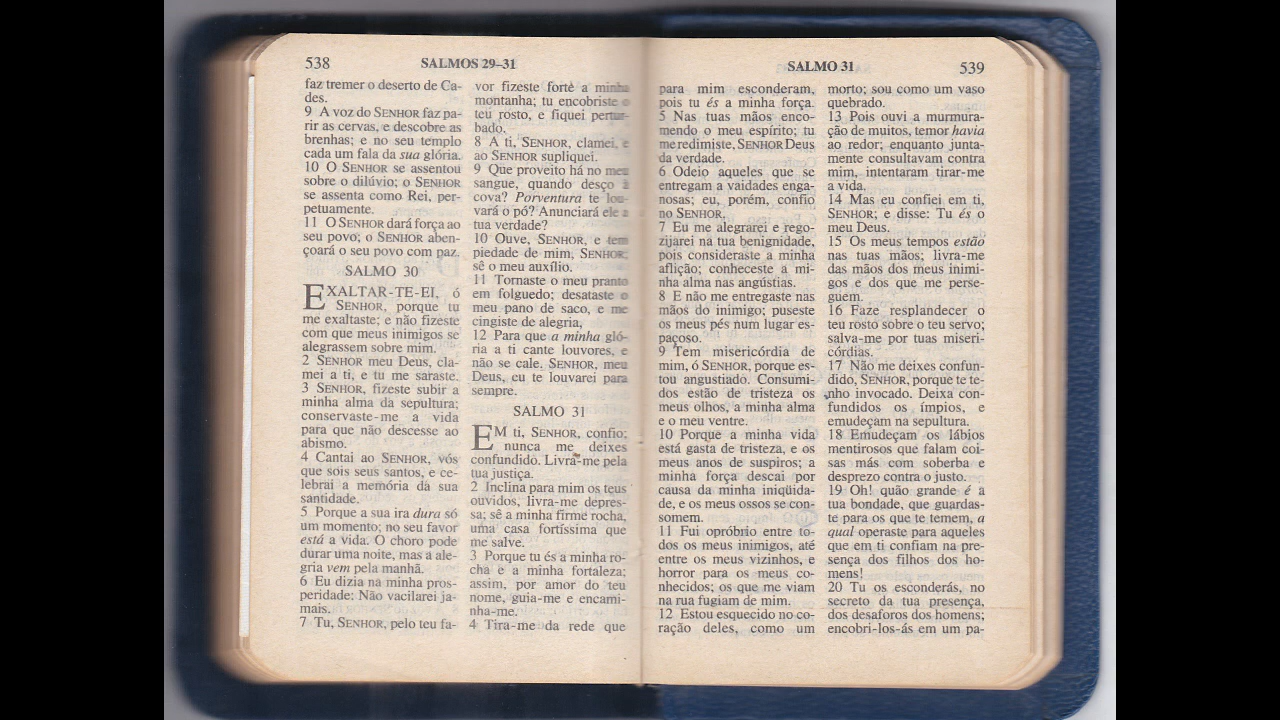 538
SALMOS 29–31
faz tremer o deserto de Ca-
des.
9 A voz do SENHOR faz pa-
rir as cervas, e descobre as
brenhas; e no seu templo
cada um fala da sua glória.
10 O SENHOR se assentou
sobre o dilúvio; o SENHOR
se assenta como Rei, per-
petuamente.
11 O SENHOR dará força ao
seu povo; o SENHOR aben-
çoará o seu povo com paz.
SALMO 30
EXALTAR-TE-EI, ó
SENHOR, porque tu
me exaltaste; e não fizeste
com que meus inimigos se
alegrassem sobre mim.
2 SENHOR meu Deus, cla-
mei a ti, e tu me saraste.
3 SENHOR, fizeste subir a
minha alma da sepultura;
conservaste-me a vida
para que não descesse ao
abismo.
4 Cantai ao SENHOR, vós
que sois seus santos, e ce-
lebrai a memória da sua
santidade.
5 Porque a sua ira dura só
um momento; no seu favor
está a vida. O choro pode
durar uma noite, mas a ale-
gria vem pela manhã.
6 Eu dizia na minha pros-
peridade: Não vacilarei ja-
mais.
7 Tu, SENHOR, pelo teu fa-
vor fizeste forte a minha
montanha; tu encobriste o
teu rosto, e fiquei pertur-
bado.
8 A ti, SENHOR, clamei, e
ao SENHOR supliquei.
9 Que proveito há no meu
sangue, quando desço à
cova? Porventura te lou-
vará o pó? Anunciará ele a
tua verdade?
10 Ouve, SENHOR, e tem
piedade de mim, SENHOR;
sê o meu auxílio.
11 Tornaste o meu pranto
em folguedo; desataste o
meu pano de saco, e me
cingiste de alegria,
12 Para que a minha gló-
ria a ti cante louvores, e
não se cale. SENHOR, meu
Deus, eu te louvarei para
sempre.
SALMO 31
EM ti, SENHOR, confio;
nunca me deixes
confundido. Livra-me pela
tua justiça.
2 Inclina para mim os teus
ouvidos, livra-me depres-
sa; sê a minha firme rocha,
uma casa fortíssima que
me salve.
3 Porque tu és a minha ro-
cha e a minha fortaleza;
assim, por amor do teu
nome, guia-me e encami-
nha-me.
4 Tira-me da rede que
SALMO 31
539
para mim esconderam,
pois tu és a minha força.
5 Nas tuas mãos enco-
mendo o meu espírito; tu
me redimiste, SENHOR Deus
da verdade.
6 Odeio aqueles que se
entregam a vaidades enga-
nosas; eu, porém, confio
no SENHOR.
7 Eu me alegrarei e rego-
zijarei na tua benignidade,
pois consideraste a minha
aflição; conheceste a mi-
nha alma nas angústias.
8 E não me entregaste nas
mãos do inimigo; puseste
os meus pés num lugar es-
paçoso.
9 Tem misericórdia de
mim, ó SENHOR, porque es-
tou angustiado. Consumi-
dos estão de tristeza os
meus olhos, a minha alma
e o meu ventre.
10 Porque a minha vida
está gasta de tristeza, e os
meus anos de suspiros; a
minha força descai por
causa da minha iniqüida-
de, e os meus ossos se con-
somem.
11 Fui opróbrio entre to-
dos os meus inimigos, até
entre os meus vizinhos, e
horror para os meus co-
nhecidos; os que me viam
na rua fugiam de mim.
12 Estou esquecido no co-
ração deles, como um
morto; sou como um vaso
quebrado.
13 Pois ouvi a murmura-
ção de muitos, temor havia
ao redor; enquanto junta-
mente consultavam contra
mim, intentaram tirar-me
a vida.
14 Mas eu confiei em ti,
SENHOR; e disse: Tu és o
meu Deus.
15 Os meus tempos estão
nas tuas mãos; livra-me
das mãos dos meus inimi-
gos e dos que me perse-
guem.
16 Faze resplandecer o
teu rosto sobre o teu servo;
salva-me por tuas miseri-
córdias.
17 Não me deixes confun-
dido, SENHOR, porque te te-
nho invocado. Deixa con-
fundidos os ímpios, e
emudeçam na sepultura.
18 Emudeçam os lábios
mentirosos que falam coi-
sas más com soberba e
desprezo contra o justo.
19 Oh! quão grande é a
tua bondade, que guardas-
te para os que te temem, a
qual operaste para aqueles
que em ti confiam na pre-
sença dos filhos dos ho-
mens!
20 Tu os esconderás, no
secreto da tua presença,
dos desaforos dos homens;
encobri-los-ás em um pa-